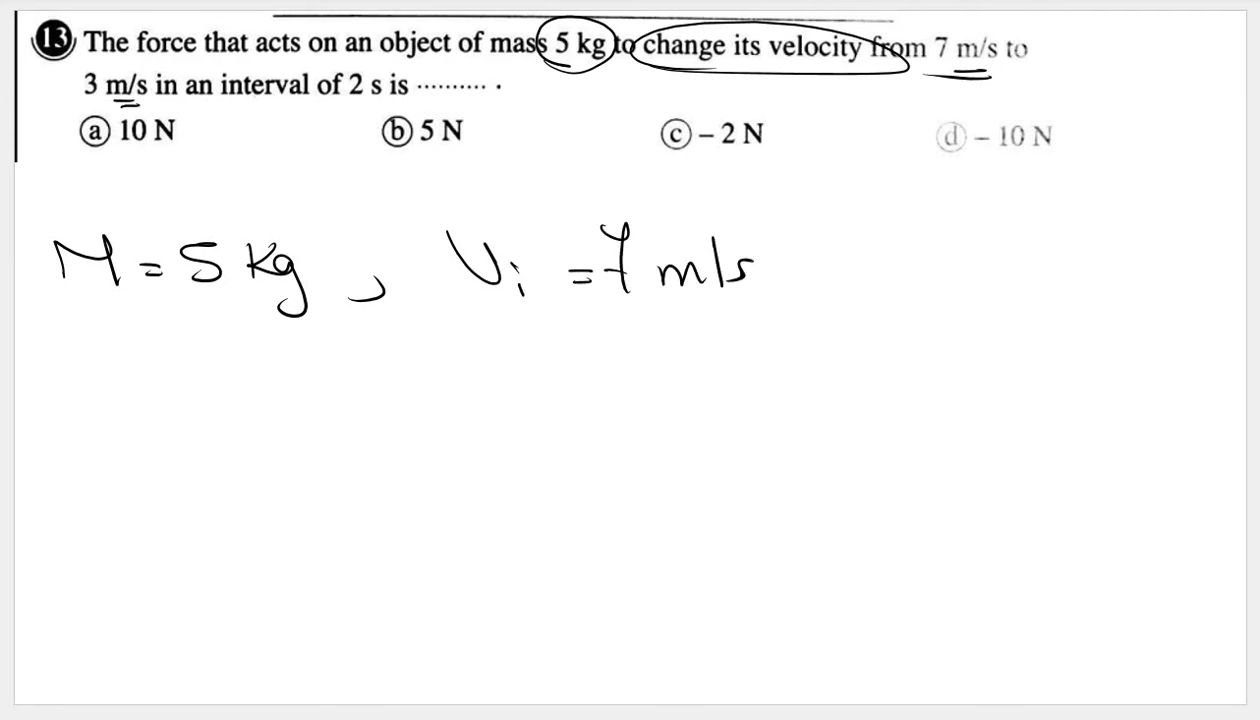 13 The force that acts on an object of mass 5 kg to change its velocity from 7 m/s to
3 m/s in an interval of 2 s is .......... .
a 10 N b 5 N c – 2 N d – 10 N
M = 5 kg , Vi = 7 m/s